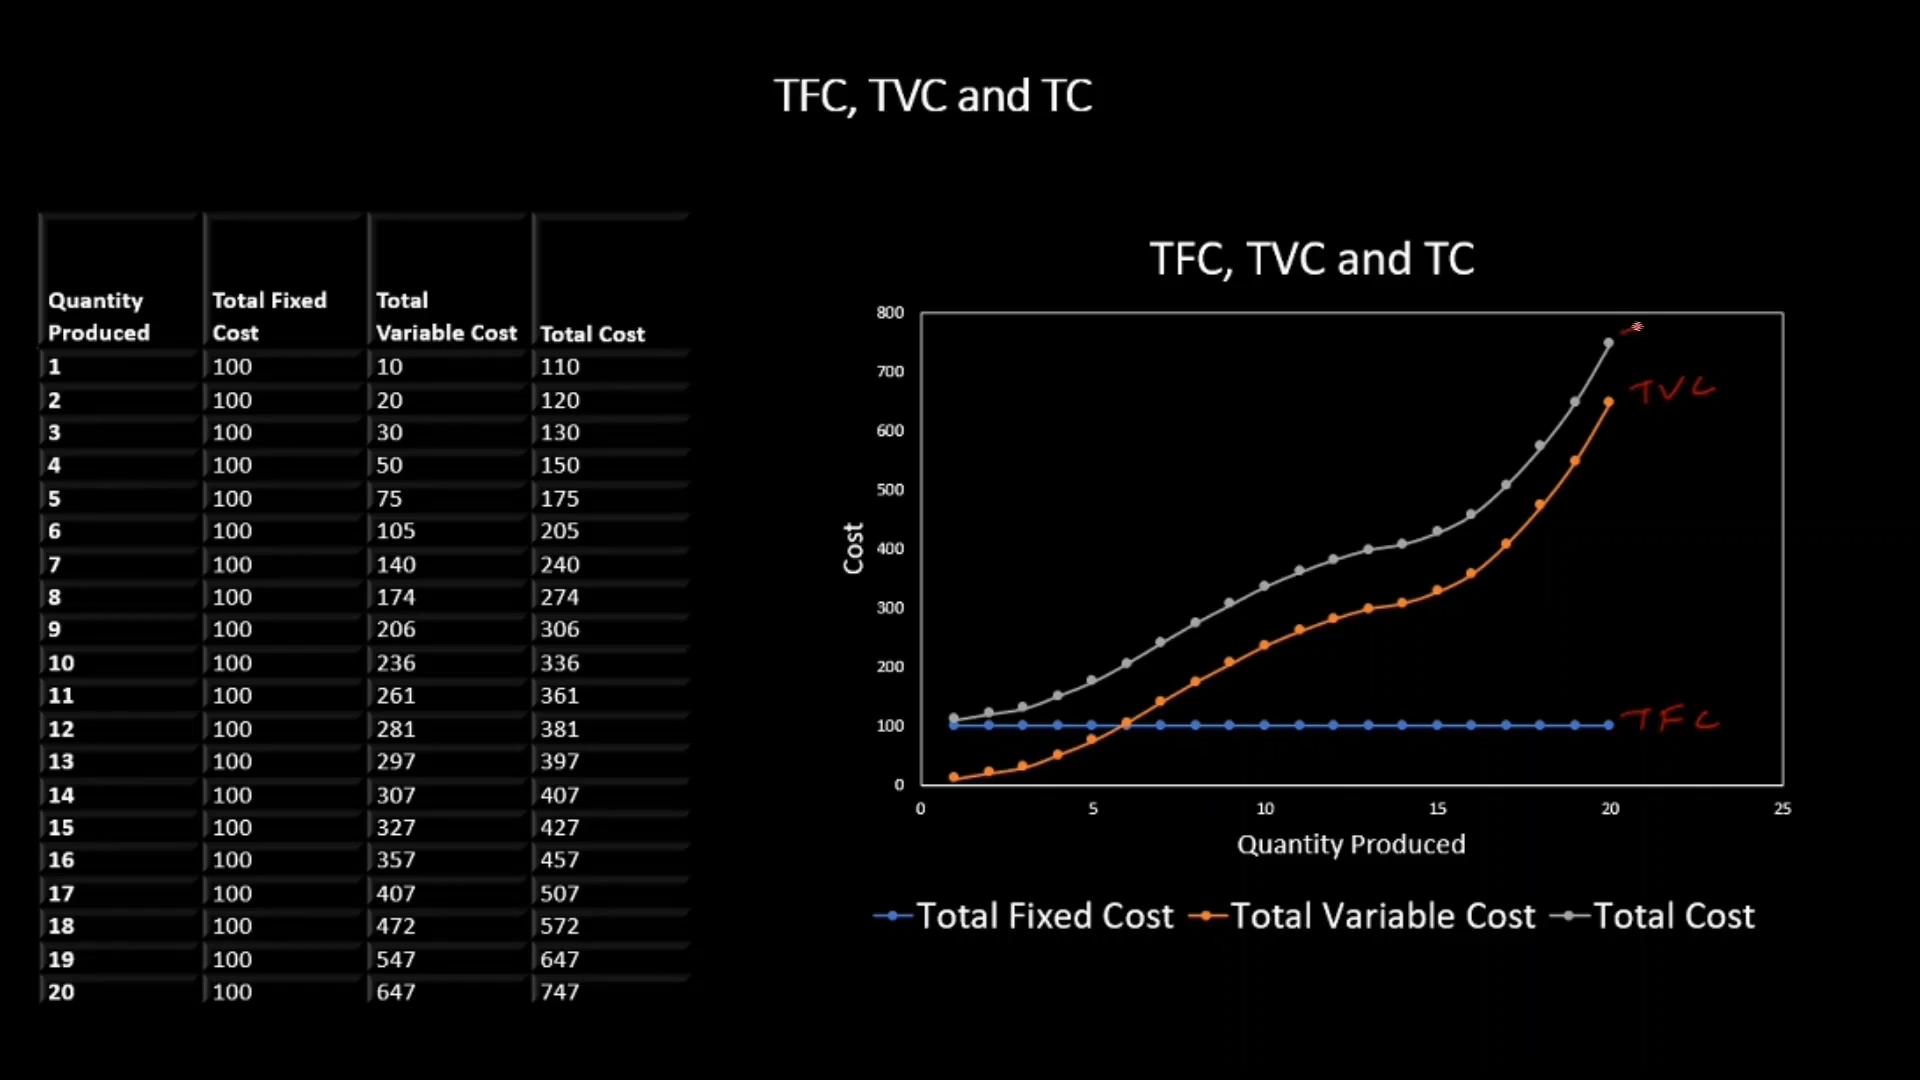 TFC, TVC and TC
Quantity Produced Total Fixed Cost Total Variable Cost Total Cost
1 100 10 110
2 100 20 120
3 100 30 130
4 100 50 150
5 100 75 175
6 100 105 205
7 100 140 240
8 100 174 274
9 100 206 306
10 100 236 336
11 100 261 361
12 100 281 381
13 100 297 397
14 100 307 407
15 100 327 427
16 100 357 457
17 100 407 507
18 100 472 572
19 100 547 647
20 100 647 747
TFC, TVC and TC
800
700
600
500
400
300
200
100
0
Cost
TVC
TFC
0 5 10 15 20 25
Quantity Produced
Total Fixed Cost Total Variable Cost Total Cost